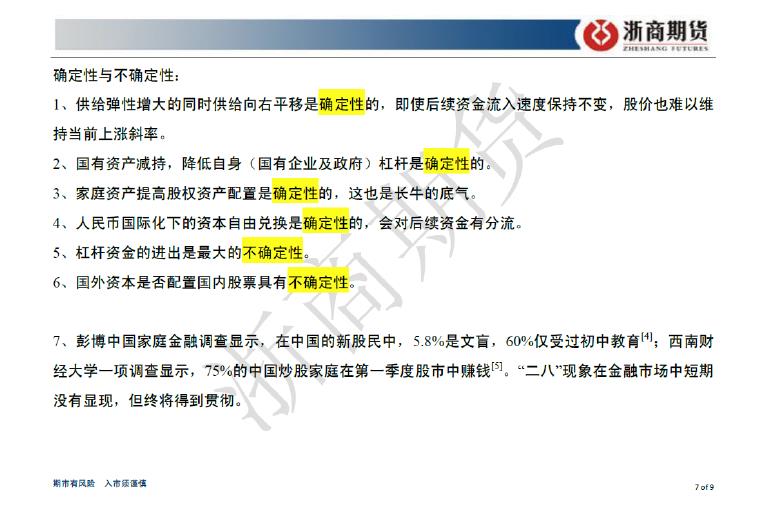 浙商期货
ZHESHANG FUTURES
确定性与不确定性：
1、供给弹性增大的同时供给向右平移是确定性的，即使后续资金流入速度保持不变，股价也难以维
持当前上涨斜率。
2、国有资产减持，降低自身（国有企业及政府）杠杆是确定性的。
3、家庭资产提高股权资产配置是确定性的，这也是长牛的底气。
4、人民币国际化下的资本自由兑换是确定性的，会对后续资金有分流。
5、杠杆资金的进出是最大的不确定性。
6、国外资本是否配置国内股票具有不确定性。
7、彭博中国家庭金融调查显示，在中国的新股民中，5.8%是文盲，60%仅受过初中教育[4]；西南财
经大学一项调查显示，75%的中国炒股家庭在第一季度股市中赚钱[5]。“二八”现象在金融市场中短期
没有显现，但终将得到贯彻。
浙商期货
期市有风险 入市须谨慎
7 of 9